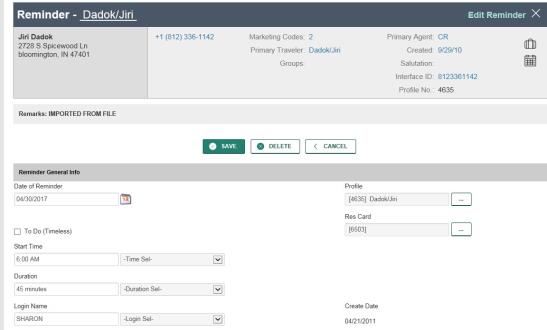 Reminder - Dadok/Jiri
Edit Reminder ×
Jiri Dadok
2728 S Spicewood Ln
bloomington, IN 47401
+1 (812) 336-1142
Marketing Codes: 2
Primary Traveler: Dadok/Jiri
Groups:
Primary Agent: CR
Created: 9/29/10
Salutation:
Interface ID: 8123361142
Profile No.: 4635
Remarks: IMPORTED FROM FILE
SAVE
DELETE
< CANCEL
Reminder General Info
Date of Reminder
Profile
04/30/2017
[4635] Dadok/Jiri
...
Res Card
To Do (Timeless)
[6503]
...
Start Time
6:00 AM
-Time Sel-
Duration
45 minutes
-Duration Sel-
Login Name
Create Date
SHARON
-Login Sel-
04/21/2011